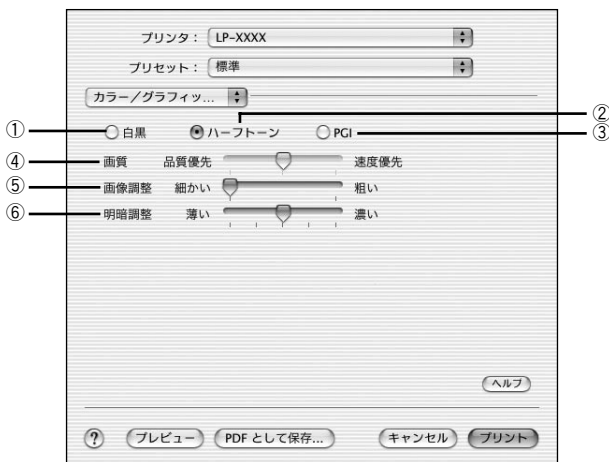 プリンタ： LP-XXXX
プリセット： 標準
カラー／グラフィッ...
②
① 白黒 ハーフトーン PGI ③
④ 画質 品質優先 速度優先
⑤ 画像調整 細かい 粗い
⑥ 明暗調整 薄い 濃い
ヘルプ
? プレビュー PDF として保存... キャンセル プリント